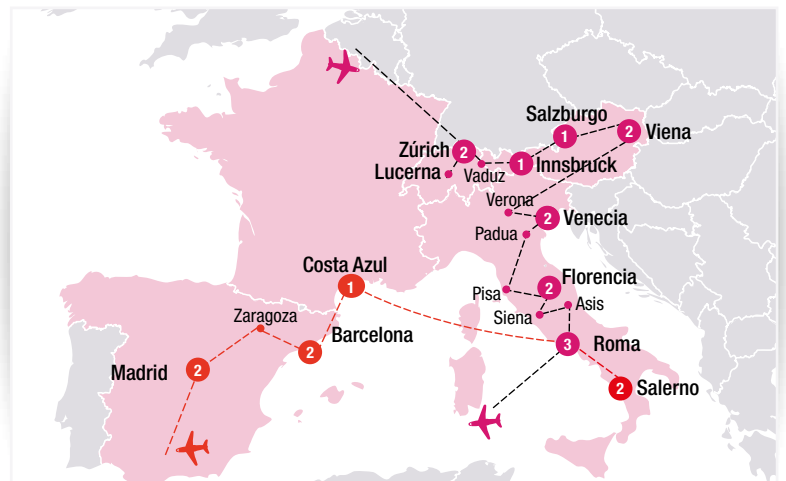 Salzburgo
1
2
Viena
Zúrich
2
1
Innsbruck
Lucerna
Vaduz
Verona
2
Venecia
Padua
Costa Azul
1
Florencia
2
Pisa
Asis
Siena
Zaragoza
Barcelona
2
3
Roma
Madrid
2
2
Salerno